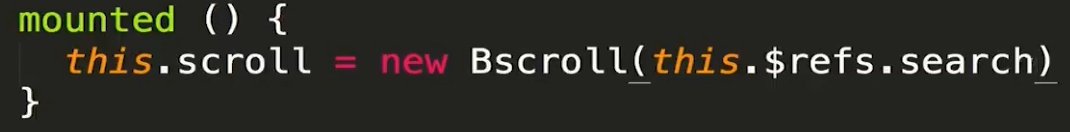 mounted () {
  this.scroll = new Bscroll(this.$refs.search)
}